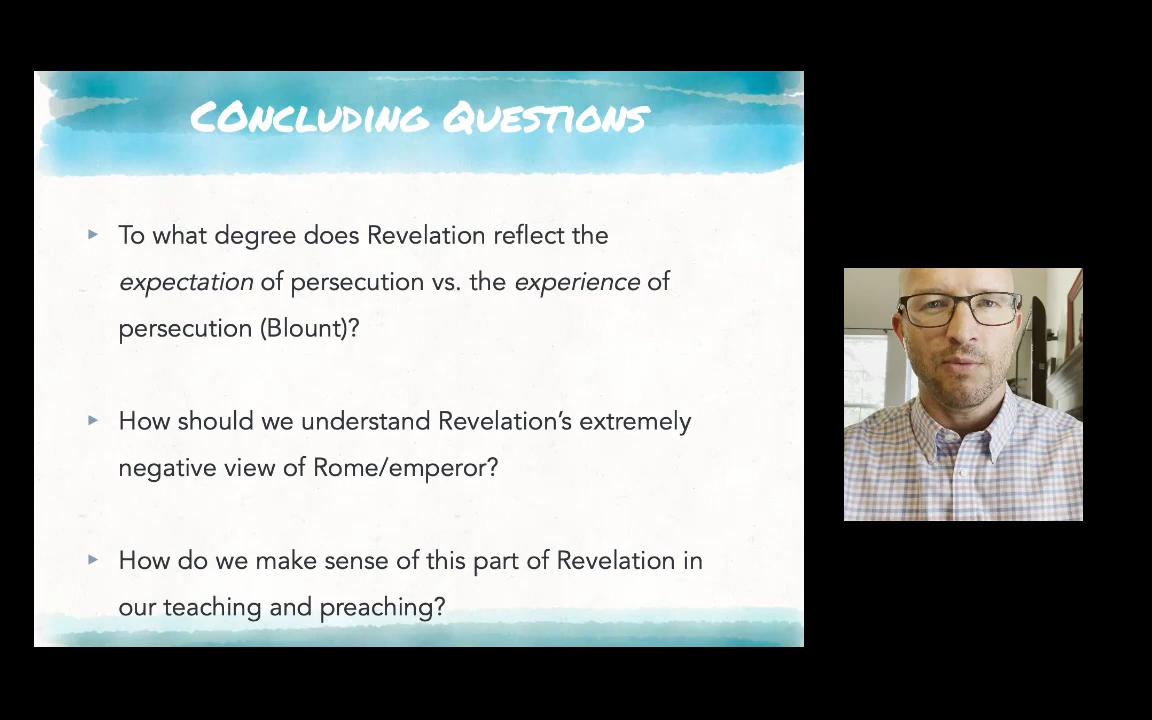 COncluding Questions
To what degree does Revelation reflect the
expectation of persecution vs. the experience of
persecution (Blount)?
How should we understand Revelation’s extremely
negative view of Rome/emperor?
How do we make sense of this part of Revelation in
our teaching and preaching?